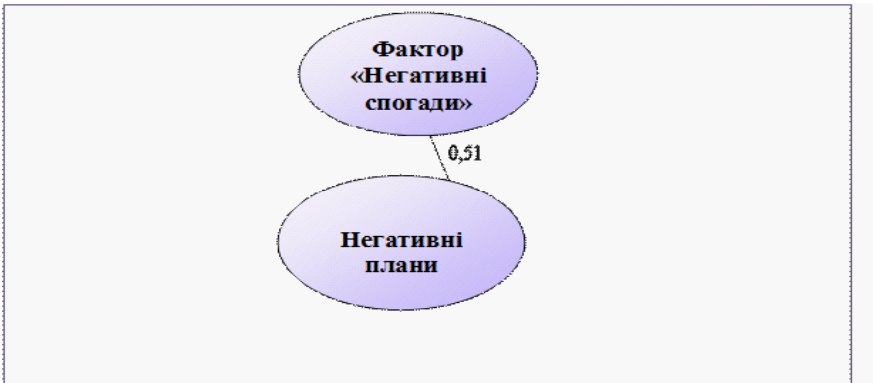 Фактор
«Негативні
спогади»
0,51
Негативні
плани